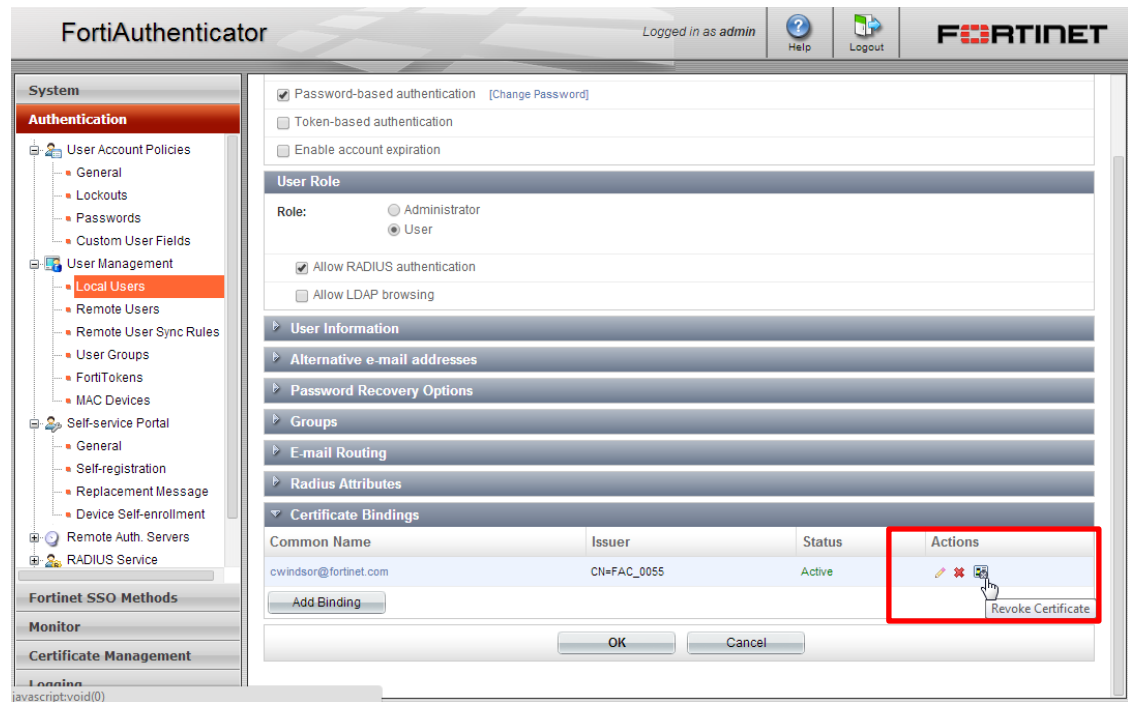 FortiAuthenticator
Logged in as admin
Help
Logout
FORTINET
System
Authentication
User Account Policies
General
Lockouts
Passwords
Custom User Fields
User Management
Local Users
Remote Users
Remote User Sync Rules
User Groups
FortiTokens
MAC Devices
Self-service Portal
General
Self-registration
Replacement Message
Device Self-enrollment
Remote Auth. Servers
RADIUS Service
Fortinet SSO Methods
Monitor
Certificate Management
Logging
javascript:void(0)
Password-based authentication [Change Password]
Token-based authentication
Enable account expiration
User Role
Role: Administrator
User
Allow RADIUS authentication
Allow LDAP browsing
User Information
Alternative e-mail addresses
Password Recovery Options
Groups
E-mail Routing
Radius Attributes
Certificate Bindings
Common Name Issuer Status Actions
cwindsor@fortinet.com CN=FAC_0055 Active
Revoke Certificate
Add Binding
OK Cancel